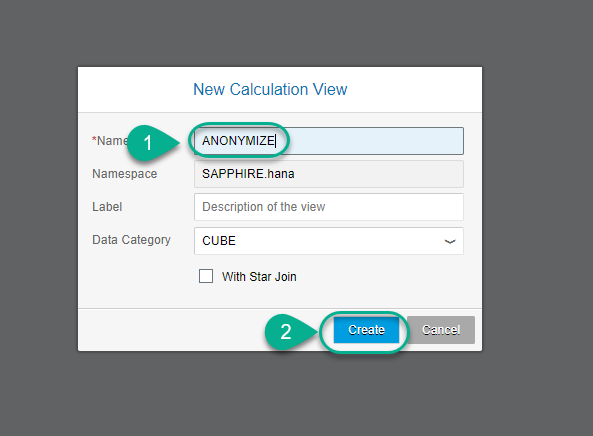 New Calculation View
*Name
1
ANONYMIZE
Namespace
SAPPHIRE.hana
Label
Description of the view
Data Category
CUBE
With Star Join
2
Create
Cancel